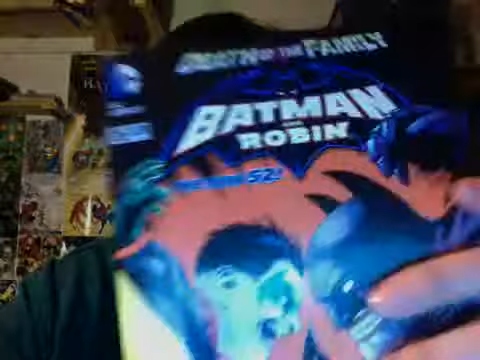 DEATH OF THE FAMILY
BATMAN
AND
ROBIN
THE NEW 52!